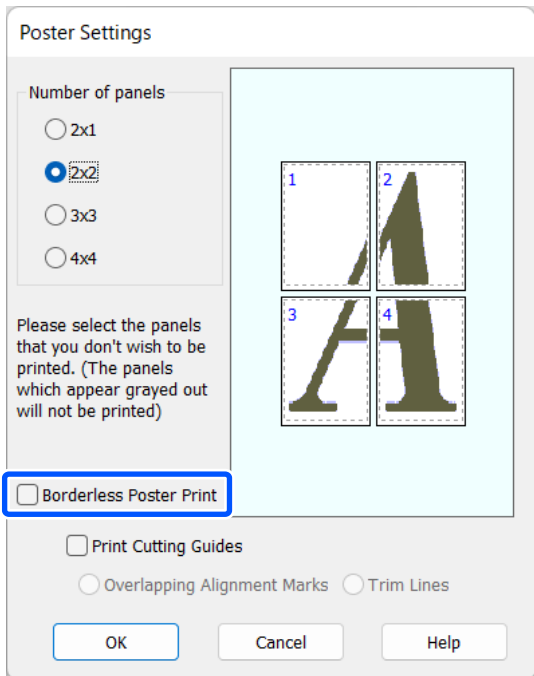 Poster Settings
Number of panels
2x1
2x2
3x3
4x4
1
2
3
4
Please select the panels
that you don't wish to be
printed. (The panels
which appear grayed out
will not be printed)
Borderless Poster Print
Print Cutting Guides
Overlapping Alignment Marks Trim Lines
OK Cancel Help